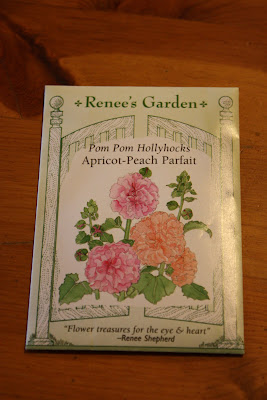 Renee's Garden
Pom Pom Hollyhocks
Apricot-Peach Parfait
"Flower treasures for the eye & heart"
–Renee Shepherd